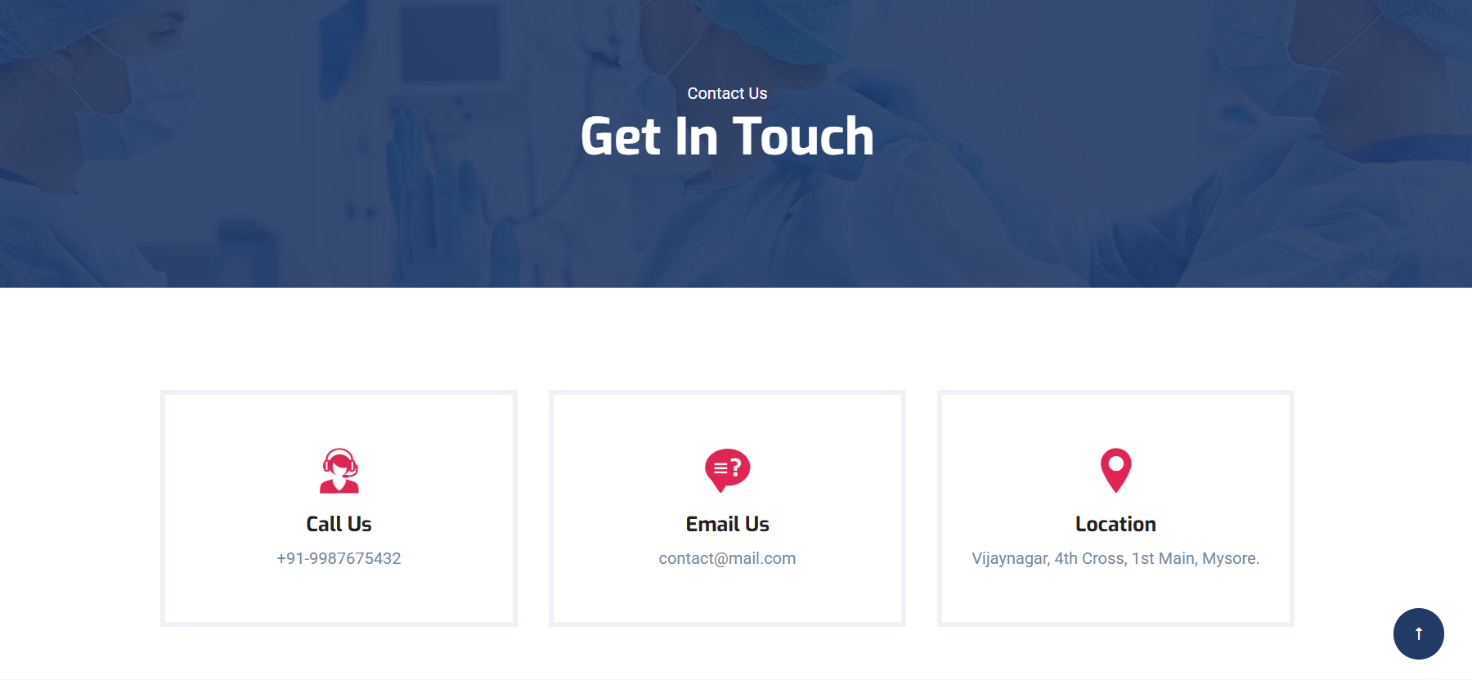 Contact Us
Get In Touch
Call Us
+91-9987675432
Email Us
contact@mail.com
Location
Vijaynagar, 4th Cross, 1st Main, Mysore.